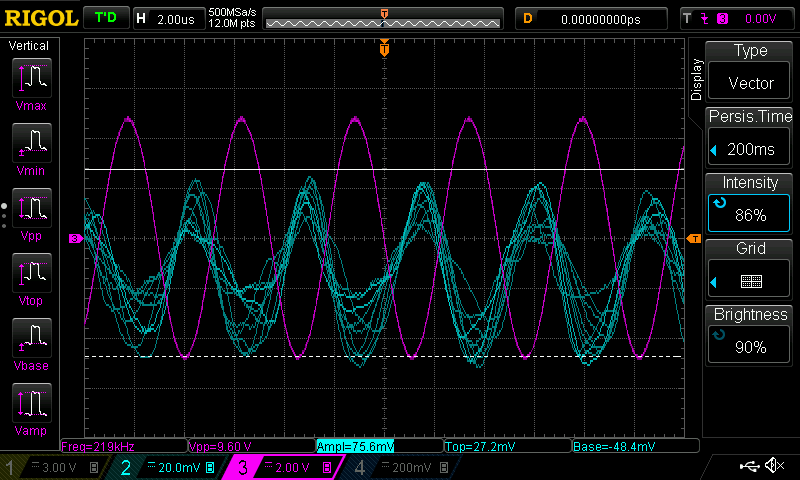 RIGOL T'D H 2.00us 500MSa/s 12.0M pts T D 0.00000000ps T 3 0.00V
Vertical
Vmax
Vmin
Vpp
Vtop
Vbase
Vamp
T
3
T
Display
Type
Vector
Persis.Time
200ms
Intensity
86%
Grid
Brightness
90%
Freq=219kHz Vpp=9.60 V Ampl=75.6mV Top=27.2mV Base=-48.4mV
1 3.00 V B 2 20.0mV B 3 2.00 V B 4 200mV B